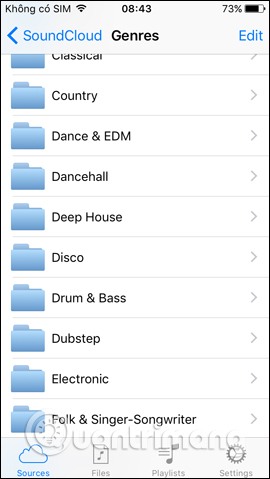 Không có SIM 08:43 73%
SoundCloud Genres Edit
Classical
Country
Dance & EDM
Dancehall
Deep House
Disco
Drum & Bass
Dubstep
Electronic
Folk & Singer-Songwriter
Quantrimang
Sources Files Playlists Settings